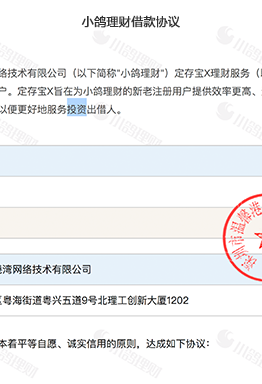 小鸽理财借款协议
络技术有限公司（以下简称“小鸽理财”）定存宝X理财服务（
户。定存宝X旨在为小鸽理财的新老注册用户提供效率更高、
以便更好地服务投资出借人。
湾网络技术有限公司
区粤海街道粤兴五道9号北理工创新大厦1202
本着平等自愿、诚实信用的原则，达成如下协议：
圳市温馨港